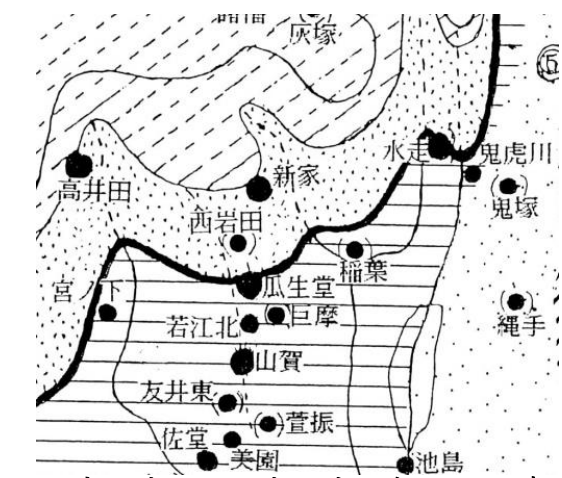 灰塚
⑤
水走
鬼虎川
高井田
新家
鬼塚
西岩田
稲葉
宮ノ下
瓜生堂
若江北
巨摩
縄手
山賀
友井東
萱振
佐堂
美園
池島